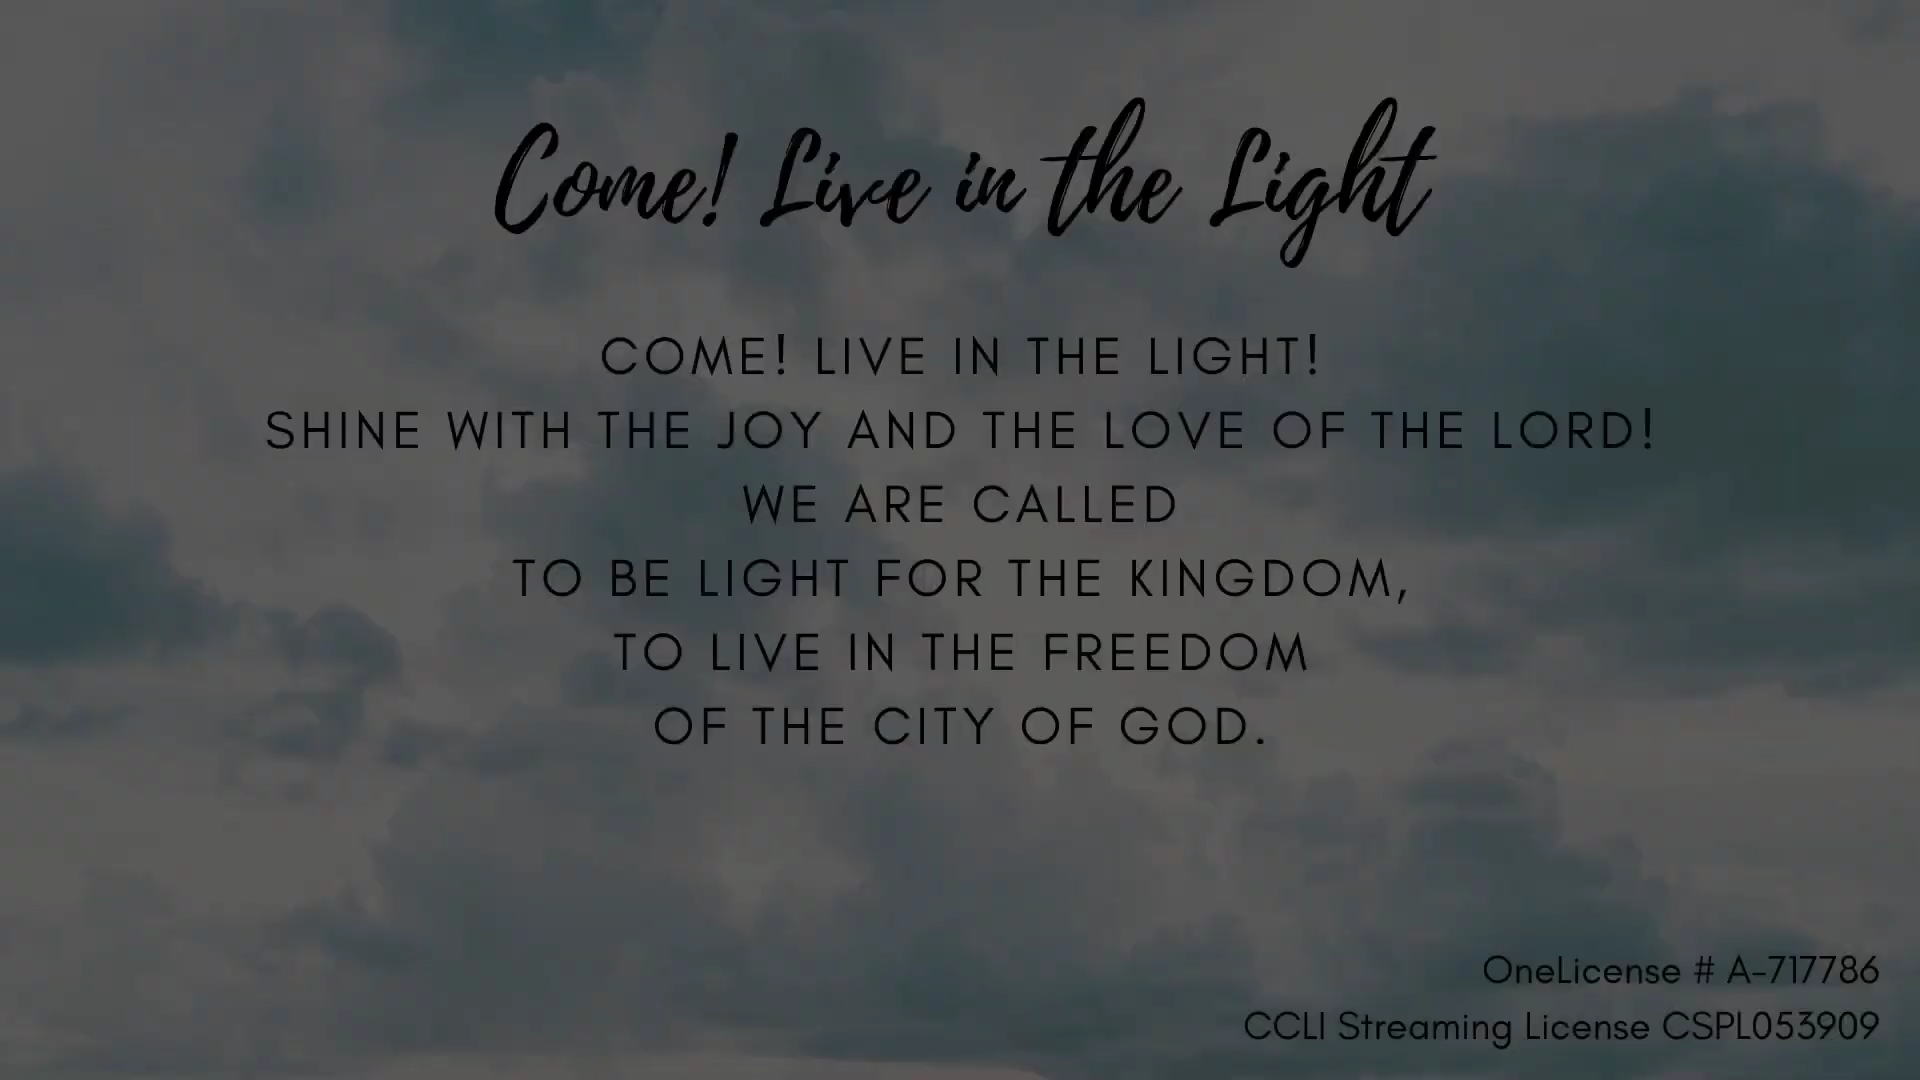 Come! Live in the Light
COME! LIVE IN THE LIGHT!
SHINE WITH THE JOY AND THE LOVE OF THE LORD!
WE ARE CALLED
TO BE LIGHT FOR THE KINGDOM,
TO LIVE IN THE FREEDOM
OF THE CITY OF GOD.
OneLicense # A-717786
CCLI Streaming License CSPL053909